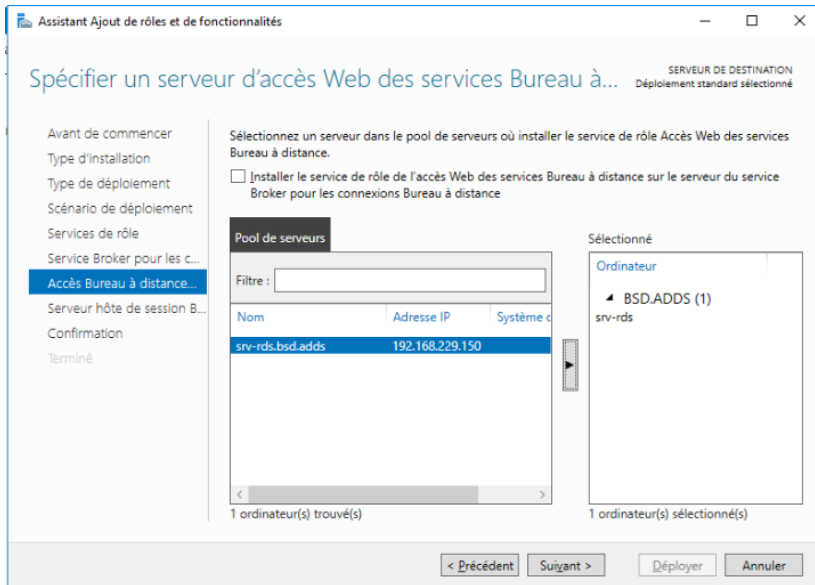 Assistant Ajout de rôles et de fonctionnalités
Spécifier un serveur d'accès Web des services Bureau à...
SERVEUR DE DESTINATION
Déploiement standard sélectionné
Avant de commencer
Type d'installation
Type de déploiement
Scénario de déploiement
Services de rôle
Service Broker pour les c...
Accès Bureau à distance...
Serveur hôte de session B...
Confirmation
Terminé
Sélectionnez un serveur dans le pool de serveurs où installer le service de rôle Accès Web des services
Bureau à distance.
Installer le service de rôle de l'accès Web des services Bureau à distance sur le serveur du service
Broker pour les connexions Bureau à distance
Pool de serveurs
Filtre :
Nom Adresse IP Système d
srv-rds.bsd.adds 192.168.229.150
1 ordinateur(s) trouvé(s)
Sélectionné
Ordinateur
BSD.ADDS (1)
srv-rds
1 ordinateur(s) sélectionné(s)
< Précédent Suivant > Déployer Annuler